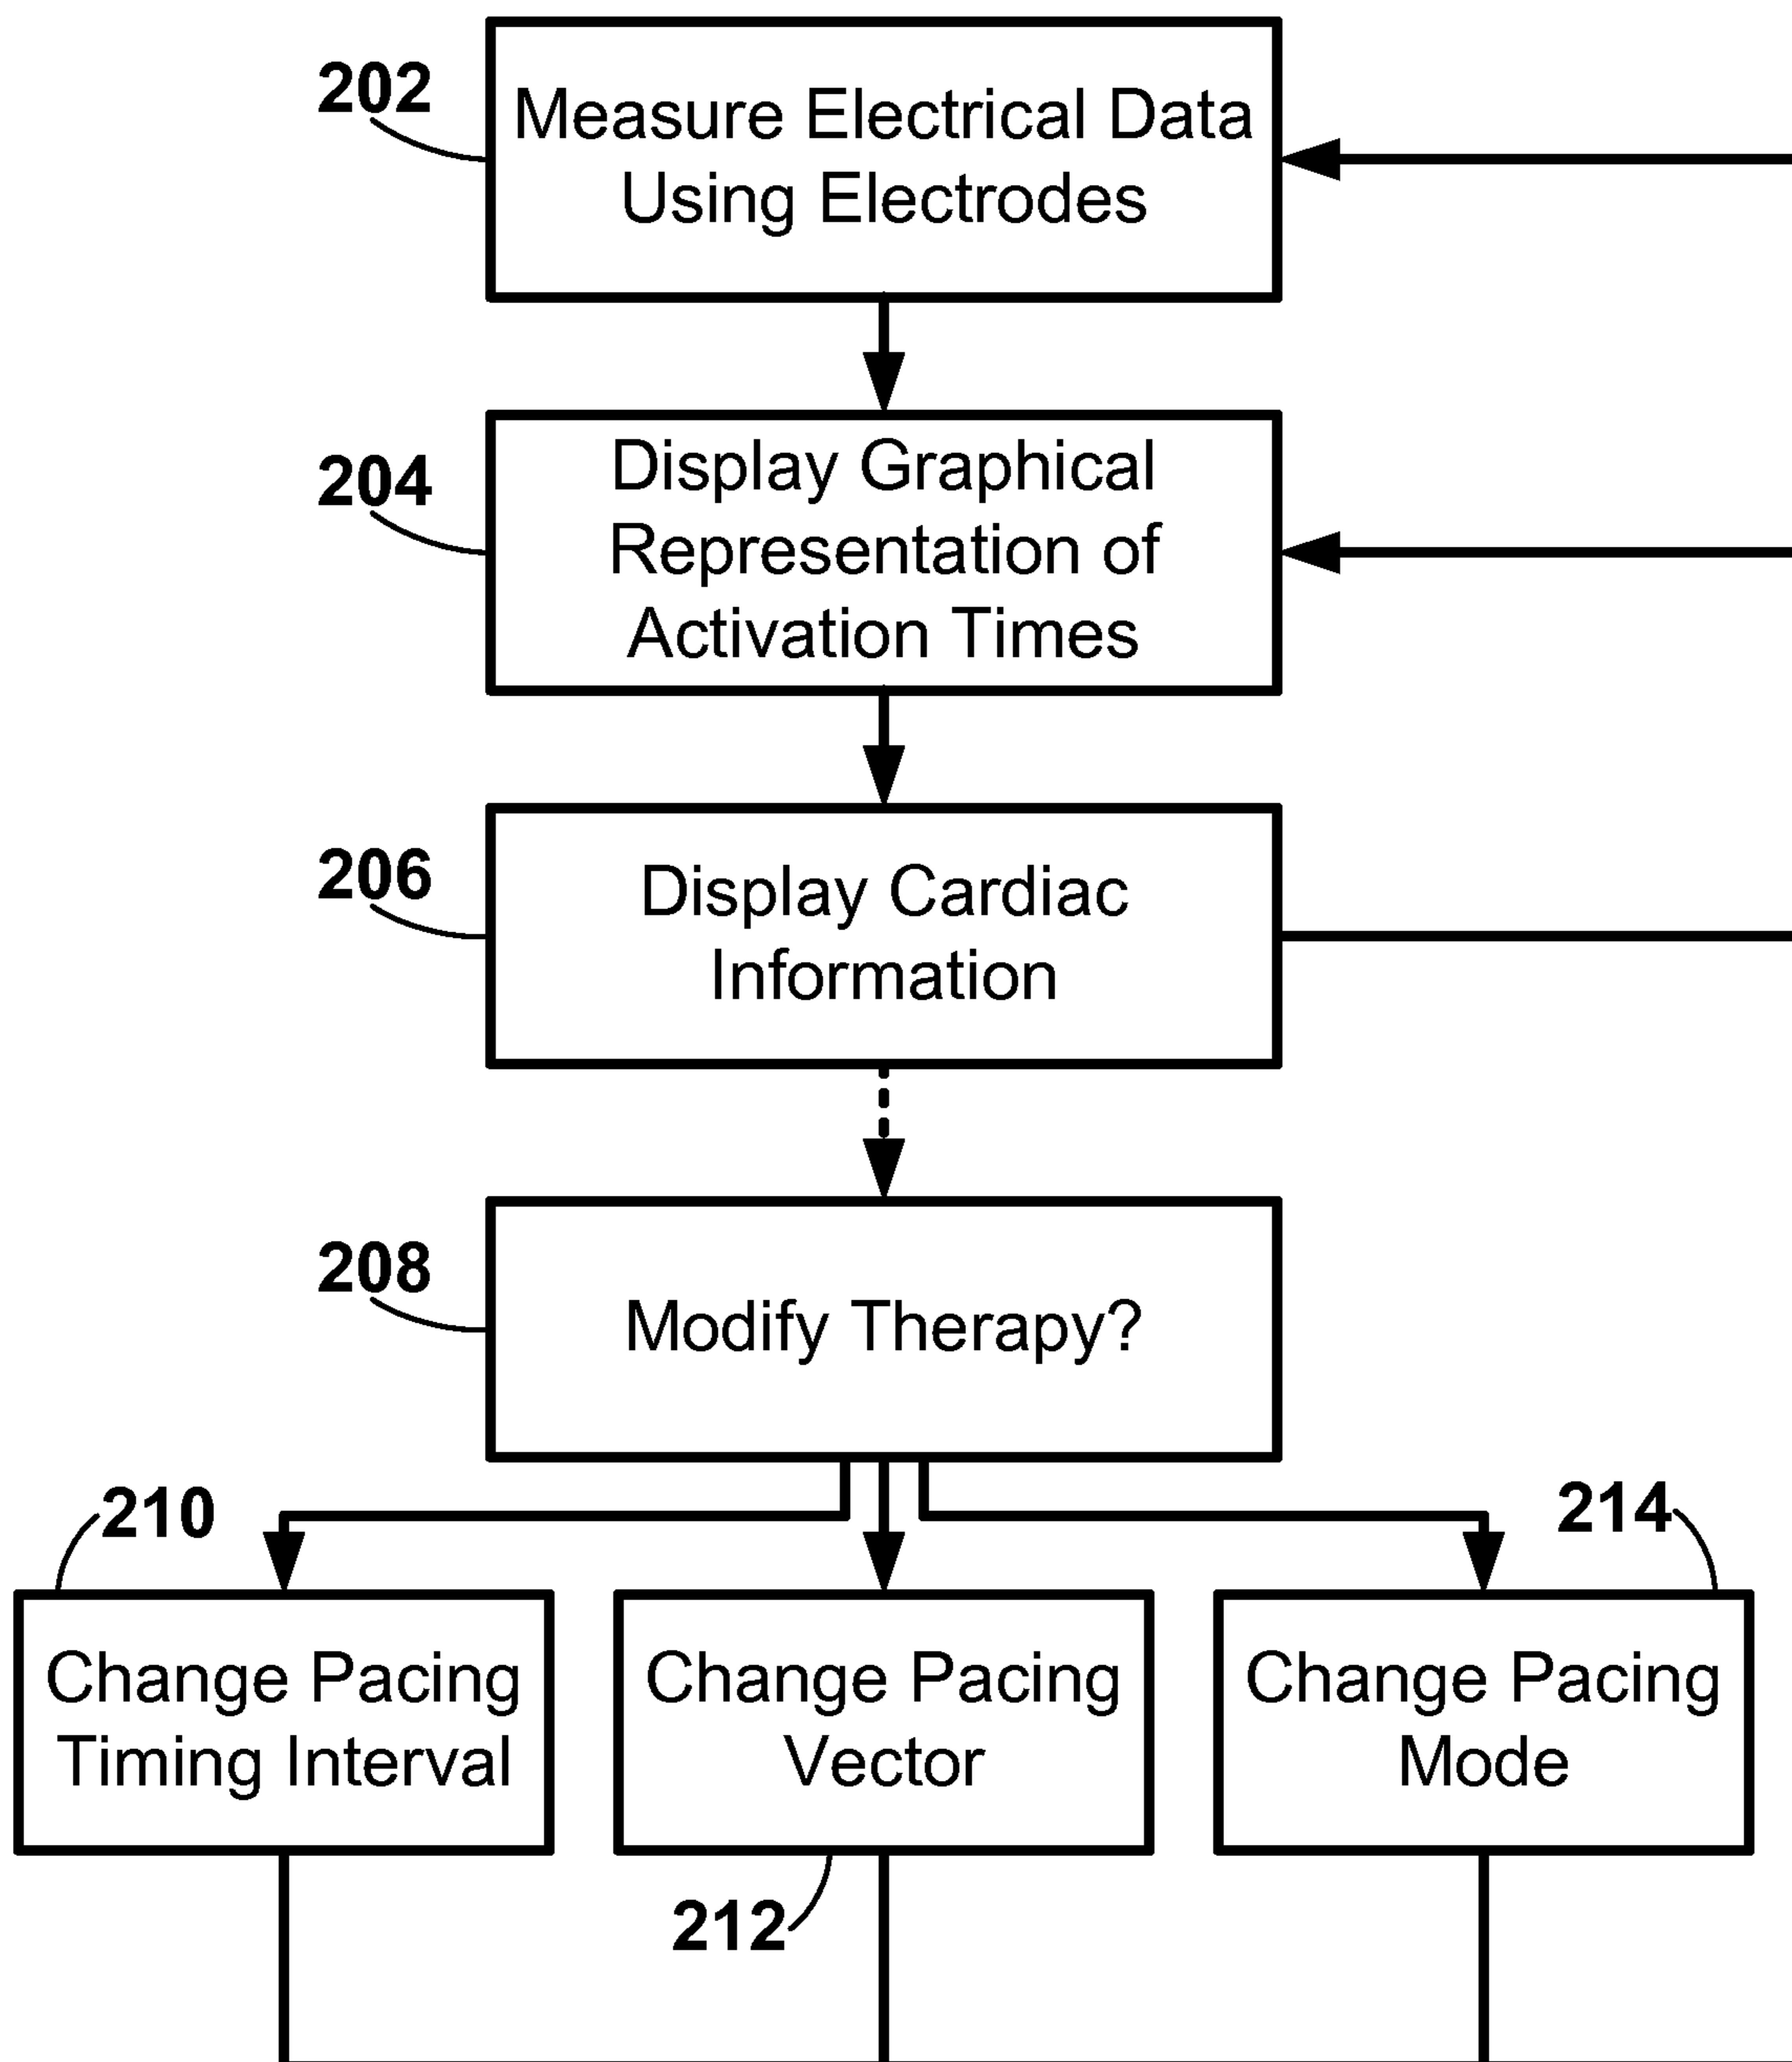 202
Measure Electrical Data
Using Electrodes
204
Display Graphical
Representation of
Activation Times
206
Display Cardiac
Information
208
Modify Therapy?
210
214
Change Pacing
Timing Interval
Change Pacing
Vector
Change Pacing
Mode
212